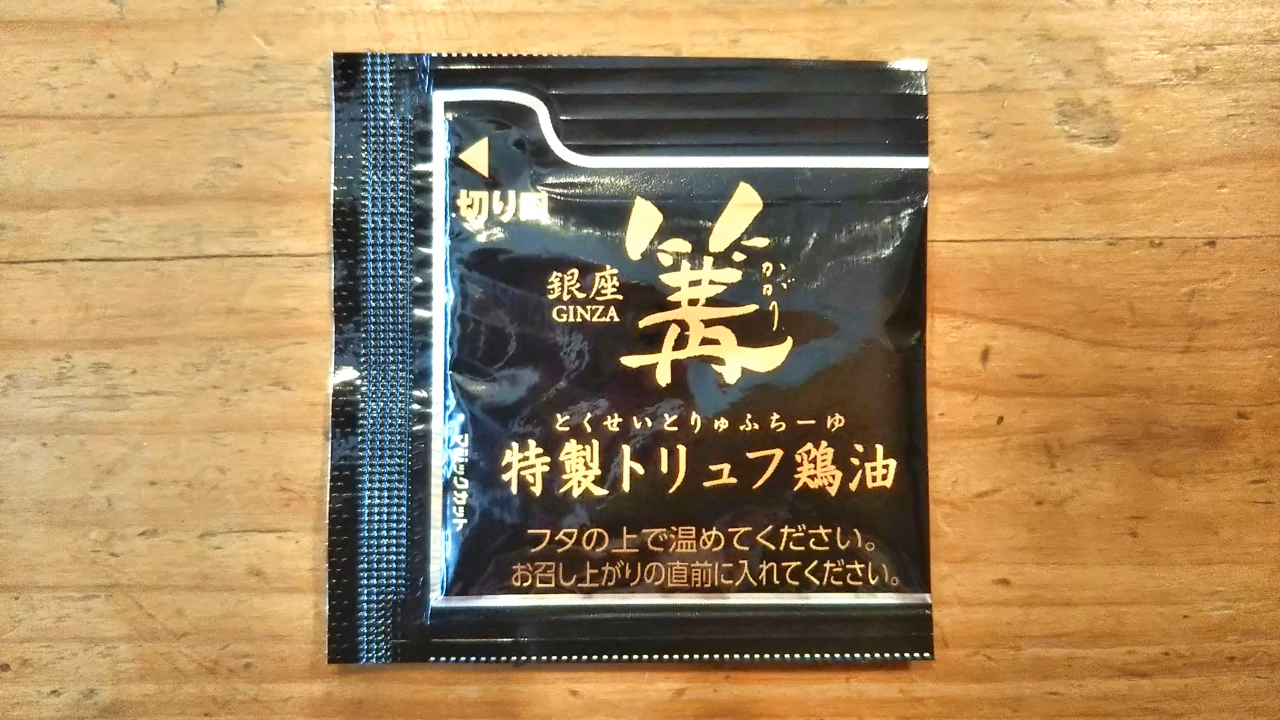 切り口
銀座
GINZA
篝
かがり
とくせいとりゅふちーゆ
特製トリュフ鶏油
マジックカット
フタの上で温めてください。
お召し上がりの直前に入れてください。